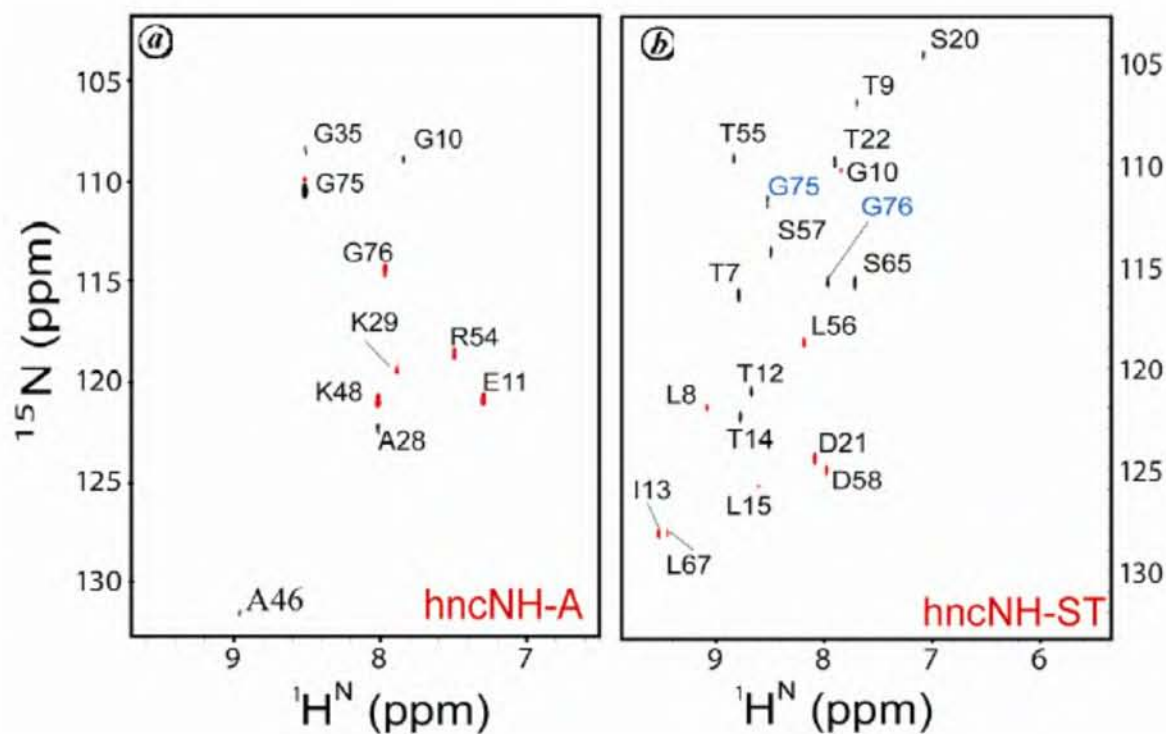 a
105
110
115
120
125
130
15N (ppm)
G35
G10
G75
G76
K29
R54
K48
E11
A28
A46
hncNH-A
9
8
7
1HN (ppm)
b
S20
T9
T55
T22
G10
G75
G76
S57
T7
S65
L56
T12
L8
T14
D21
D58
I13
L15
L67
hncNH-ST
105
110
115
120
125
130
9
8
7
6
1HN (ppm)